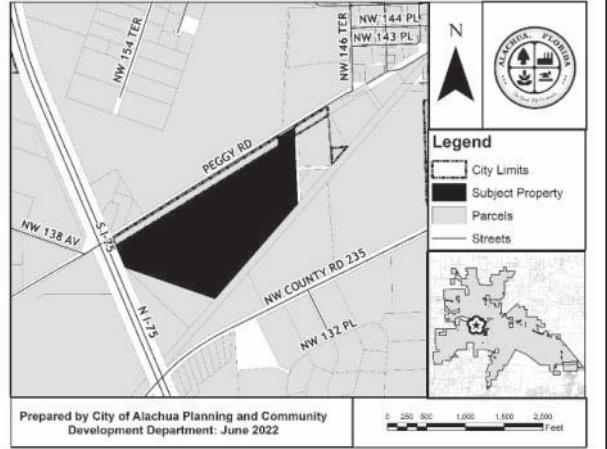 NW 154 TER
NW 146 TER
NW 144 PL
NW 143 PL
PEGGY RD
NW 138 AV
S I-75
N I-75
NW COUNTY RD 235
NW 132 PL
N
ALACHUA, FLORIDA
Legend
City Limits
Subject Property
Parcels
Streets
Prepared by City of Alachua Planning and Community
Development Department: June 2022
0 250 500 1,000 1,500 2,000
Feet